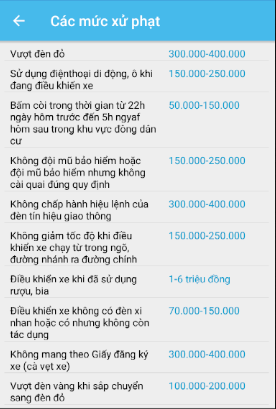 Các mức xử phạt
Vượt đèn đỏ 300.000-400.000
Sử dụng điệnthoại di động, ô khi 150.000-250.000
đang điều khiển xe
Bấm còi trong thời gian từ 22h 50.000-150.000
ngày hôm trước đến 5h ngyaf
hôm sau trong khu vực đông dân
cư
Không đội mũ bảo hiểm hoặc 150.000-250.000
đội mũ bảo hiểm nhưng không
cài quai đúng quy định
Không chấp hành hiệu lệnh của 300.000-400.000
đèn tín hiệu giao thông
Không giảm tốc độ khi điều 150.000-250.000
khiển xe chạy từ trong ngõ,
đường nhánh ra đường chính
Điều khiển xe khi đã sử dụng 1-6 triệu đồng
rượu, bia
Điều khiển xe không có đèn xi 70.000-150.000
nhan hoặc có nhưng không còn
tác dụng
Không mang theo Giấy đăng ký 300.000-400.000
xe (cà vẹt xe)
Vượt đèn vàng khi sắp chuyển 100.000-200.000
sang đèn đỏ